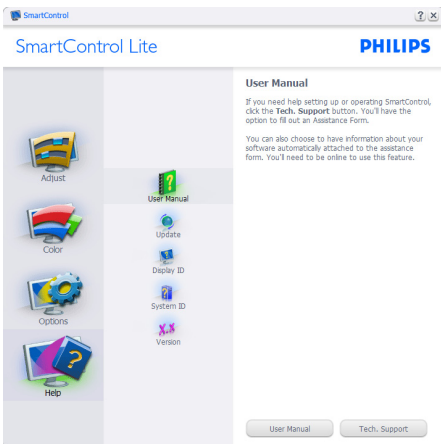 SmartControl
? x
SmartControl Lite
PHILIPS
Adjust
Color
Options
Help
User Manual
Update
Display ID
System ID
X.X
Version
User Manual
If you need help setting up or operating SmartControl,
click the Tech. Support button. You'll have the
option to fill out an Assistance Form.
You can also choose to have information about your
software automatically attached to the assistance
form. You'll need to be online to use this feature.
User Manual
Tech. Support